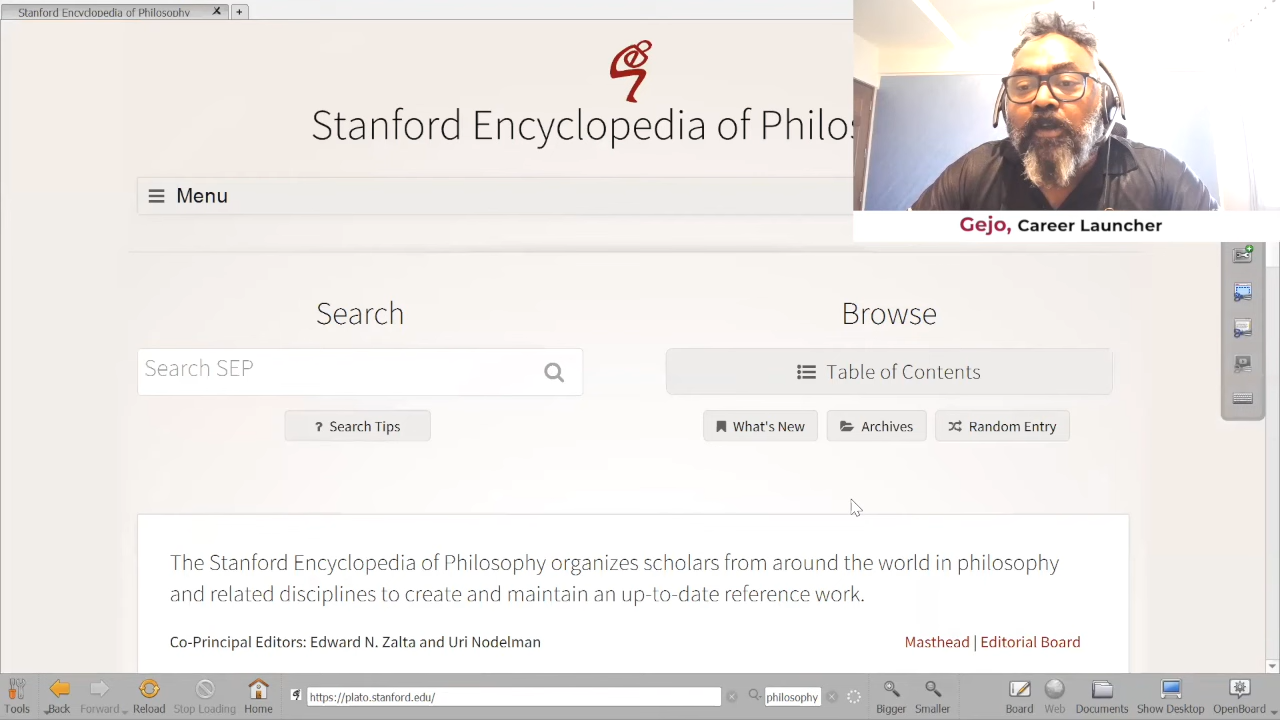 Stanford Encyclopedia of Philosophy
Stanford Encyclopedia of Philos
Menu
Gejo, Career Launcher
Search
Browse
Search SEP
Table of Contents
? Search Tips
What's New
Archives
Random Entry
The Stanford Encyclopedia of Philosophy organizes scholars from around the world in philosophy
and related disciplines to create and maintain an up-to-date reference work.
Co-Principal Editors: Edward N. Zalta and Uri Nodelman
Masthead | Editorial Board
https://plato.stanford.edu/
philosophy
Tools
Back
Forward
Reload
Stop Loading
Home
Bigger
Smaller
Board
Web
Documents
Show Desktop
OpenBoard